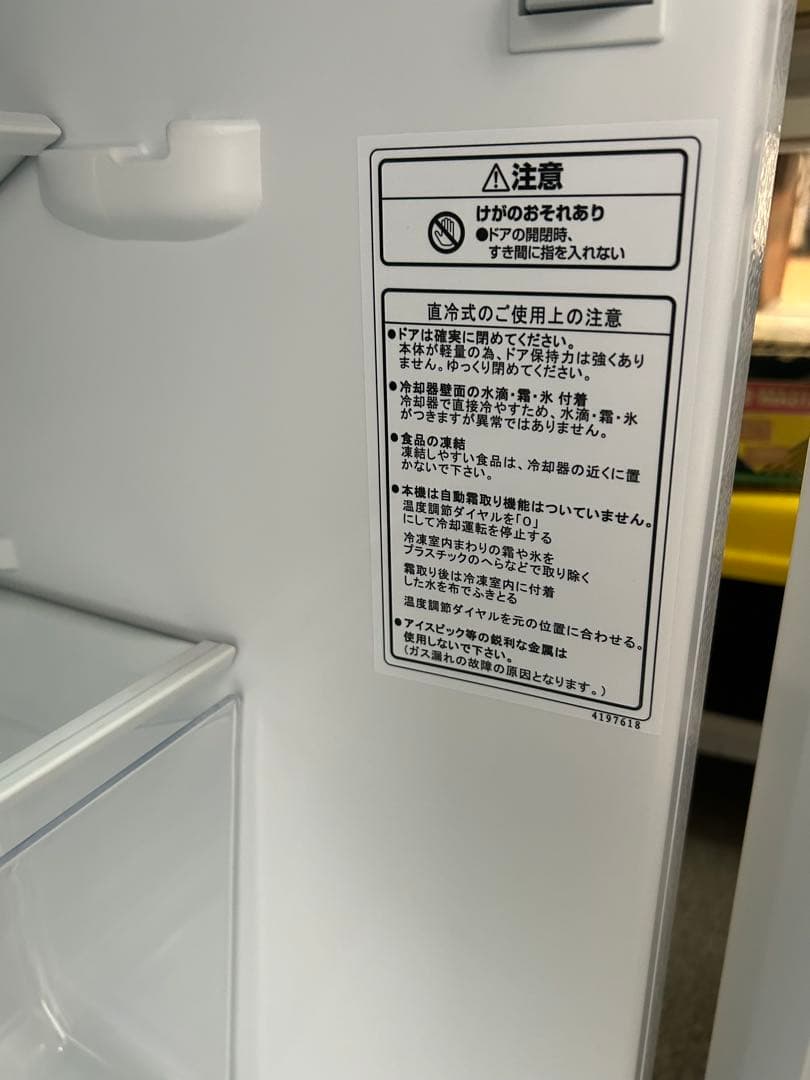 ⚠注意
けがのおそれあり
●ドアの開閉時、
すき間に指を入れない
直冷式のご使用上の注意
●ドアは確実に閉めてください。
本体が軽量の為、ドア保持力は強くあり
ません。ゆっくり閉めてください。
●冷却器壁面の水滴・霜・氷 付着
冷却器で直接冷やすため、水滴・霜・氷
がつきますが異常ではありません。
●食品の凍結
凍結しやすい食品は、冷却器の近くに置
かないで下さい。
●本機は自動霜取り機能はついていません。
温度調節ダイヤルを「0」
にして冷却運転を停止する
冷凍室内まわりの霜や氷を
プラスチックのへらなどで取り除く
霜取り後は冷凍室内に付着
した水を布でふきとる
温度調節ダイヤルを元の位置に合わせる。
●アイスピック等の鋭利な金属は
使用しないで下さい。
(ガス漏れの故障の原因となります。)
4197618